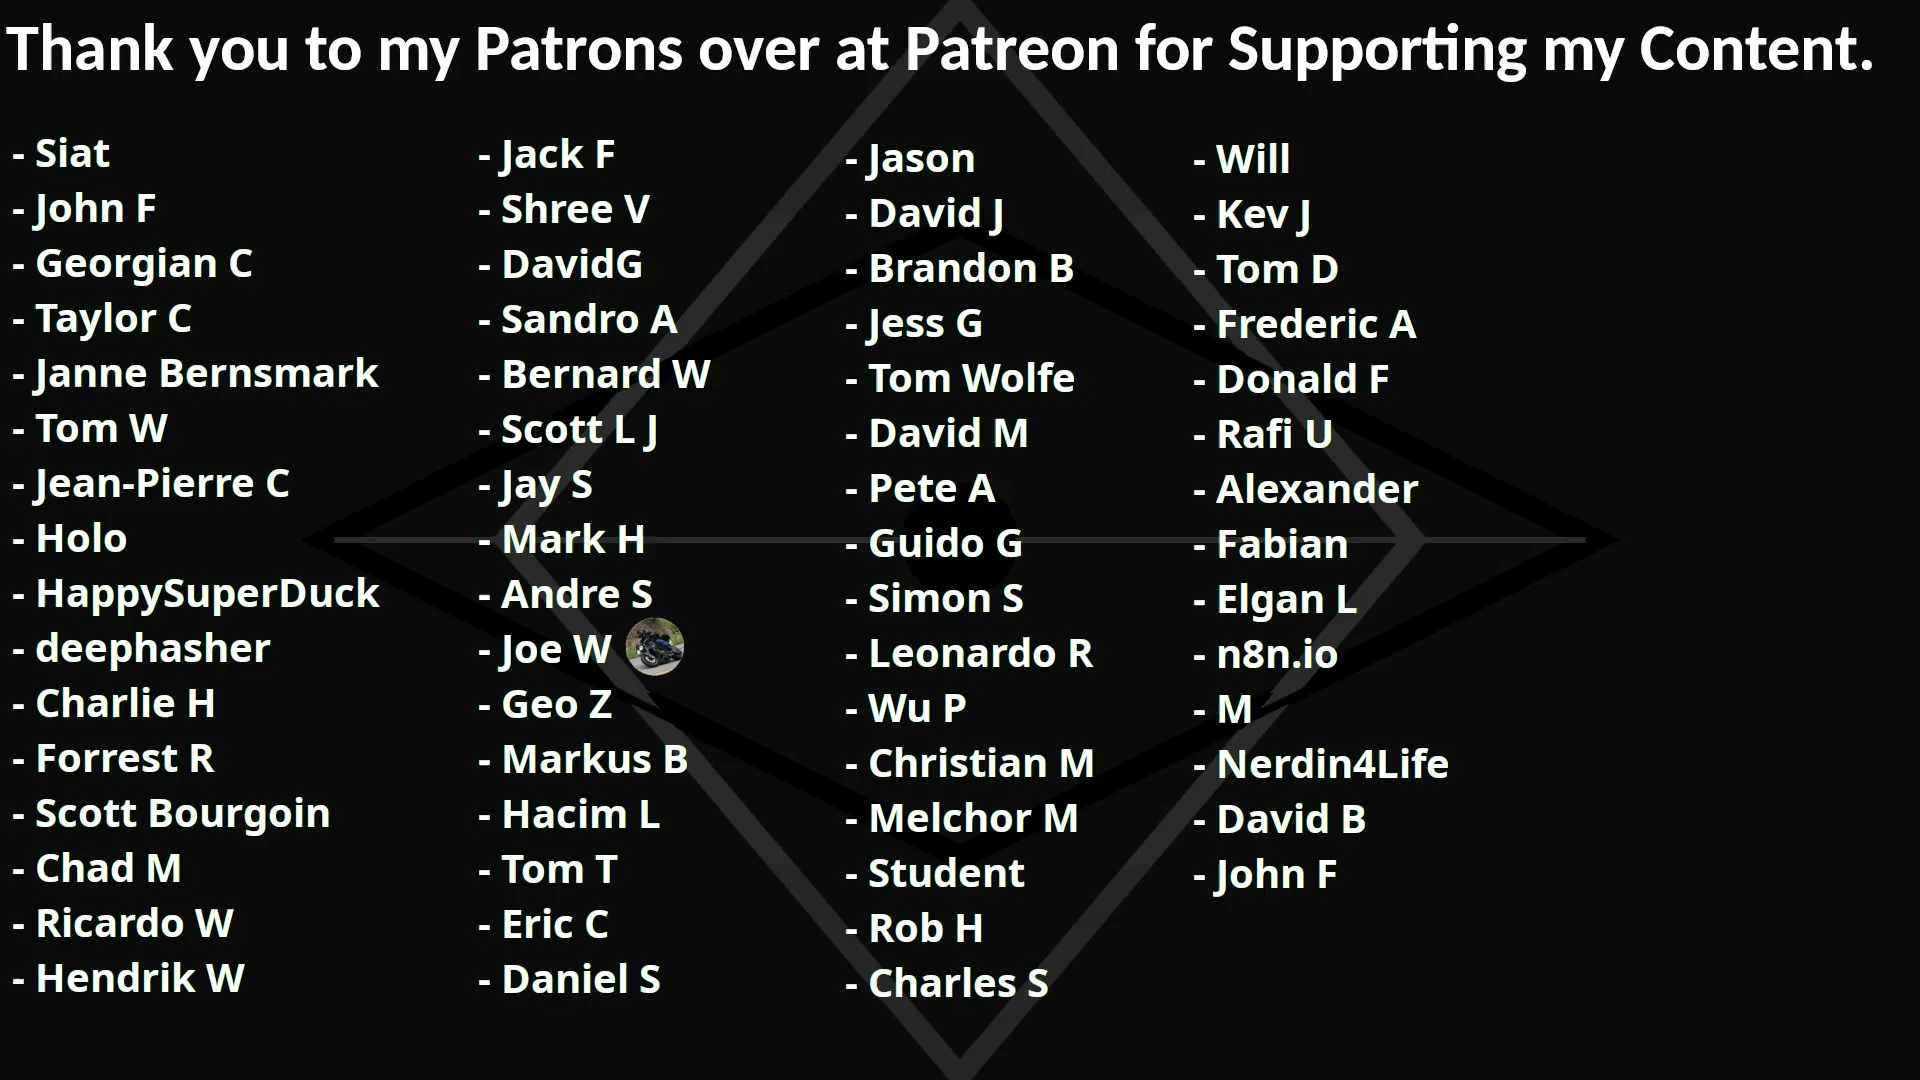 Thank you to my Patrons over at Patreon for Supporting my Content.
- Siat
- John F
- Georgian C
- Taylor C
- Janne Bernsmark
- Tom W
- Jean-Pierre C
- Holo
- HappySuperDuck
- deephasher
- Charlie H
- Forrest R
- Scott Bourgoin
- Chad M
- Ricardo W
- Hendrik W
- Jack F
- Shree V
- DavidG
- Sandro A
- Bernard W
- Scott L J
- Jay S
- Mark H
- Andre S
- Joe W
- Geo Z
- Markus B
- Hacim L
- Tom T
- Eric C
- Daniel S
- Jason
- David J
- Brandon B
- Jess G
- Tom Wolfe
- David M
- Pete A
- Guido G
- Simon S
- Leonardo R
- Wu P
- Christian M
- Melchor M
- Student
- Rob H
- Charles S
- Will
- Kev J
- Tom D
- Frederic A
- Donald F
- Rafi U
- Alexander
- Fabian
- Elgan L
- n8n.io
- M
- Nerdin4Life
- David B
- John F